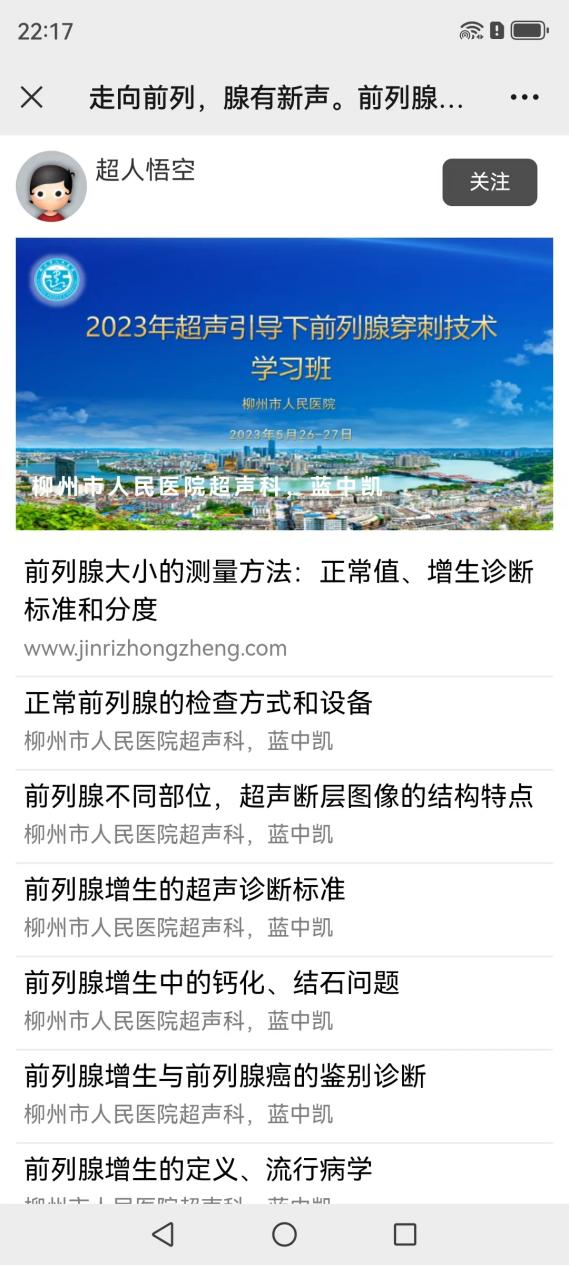 22:17
走向前列，腺有新声。前列腺...
超人悟空
关注
2023年超声引导下前列腺穿刺技术
学习班
柳州市人民医院
2023年5月26-27日
柳州市人民医院超声科，蓝中凯
前列腺大小的测量方法：正常值、增生诊断
标准和分度
www.jinrizhongzheng.com
正常前列腺的检查方式和设备
柳州市人民医院超声科，蓝中凯
前列腺不同部位，超声断层图像的结构特点
柳州市人民医院超声科，蓝中凯
前列腺增生的超声诊断标准
柳州市人民医院超声科，蓝中凯
前列腺增生中的钙化、结石问题
柳州市人民医院超声科，蓝中凯
前列腺增生与前列腺癌的鉴别诊断
柳州市人民医院超声科，蓝中凯
前列腺增生的定义、流行病学